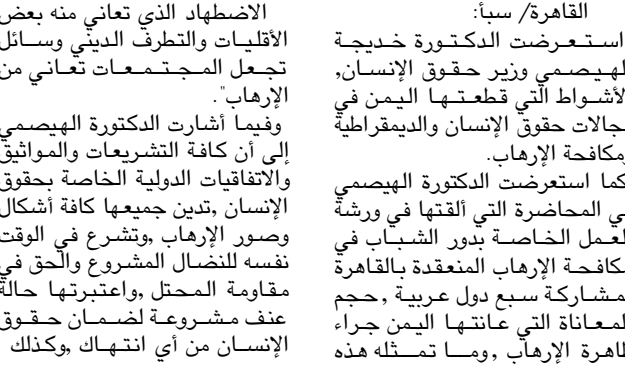 القاهرة/ سبأ:
استعرضت الدكتورة خديجة
الهيصمي وزير حقوق الإنسان,
الأشواط التي قطعتها اليمن في
مجالات حقوق الإنسان والديمقراطية
ومكافحة الإرهاب.
كما استعرضت الدكتورة الهيصمي
في المحاضرة التي ألقتها في ورشة
العمل الخاصة بدور الشباب في
مكافحة الإرهاب المنعقدة بالقاهرة
بمشاركة سبع دول عربية ,حجم
المعاناة التي عانتها اليمن جراء
ظاهرة الإرهاب ,وما تمثله هذه
الاضطهاد الذي تعاني منه بعض
الأقليات والتطرف الديني وسائل
تجعل المجتمعات تعاني من
الإرهاب".
وفيما أشارت الدكتورة الهيصمي
إلى أن كافة التشريعات والمواثيق
والاتفاقيات الدولية الخاصة بحقوق
الإنسان ,تدين جميعها كافة أشكال
وصور الإرهاب ,وتشرع في الوقت
نفسه للنضال المشروع والحق في
مقاومة المحتل ,واعتبرتها حالة
عنف مشروعة لضمان حقوق
الإنسان من أي انتهاك ,وكذلك